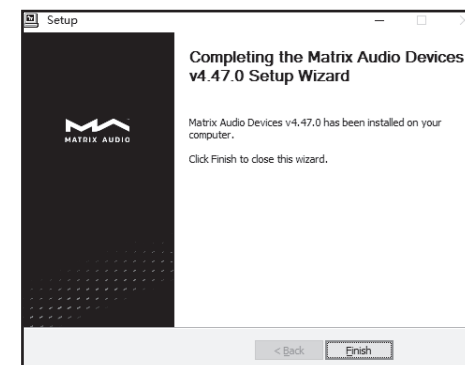 Setup
Completing the Matrix Audio Devices
v4.47.0 Setup Wizard
MATRIX AUDIO
Matrix Audio Devices v4.47.0 has been installed on your
computer.
Click Finish to close this wizard.
< Back
Finish